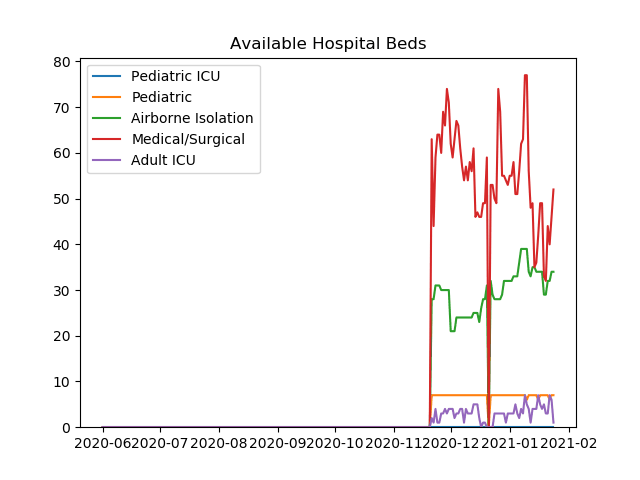 Available Hospital Beds
80
70
60
50
40
30
20
10
0
Pediatric ICU
Pediatric
Airborne Isolation
Medical/Surgical
Adult ICU
2020-06 2020-07 2020-08 2020-09 2020-10 2020-11 2020-12 2021-01 2021-02